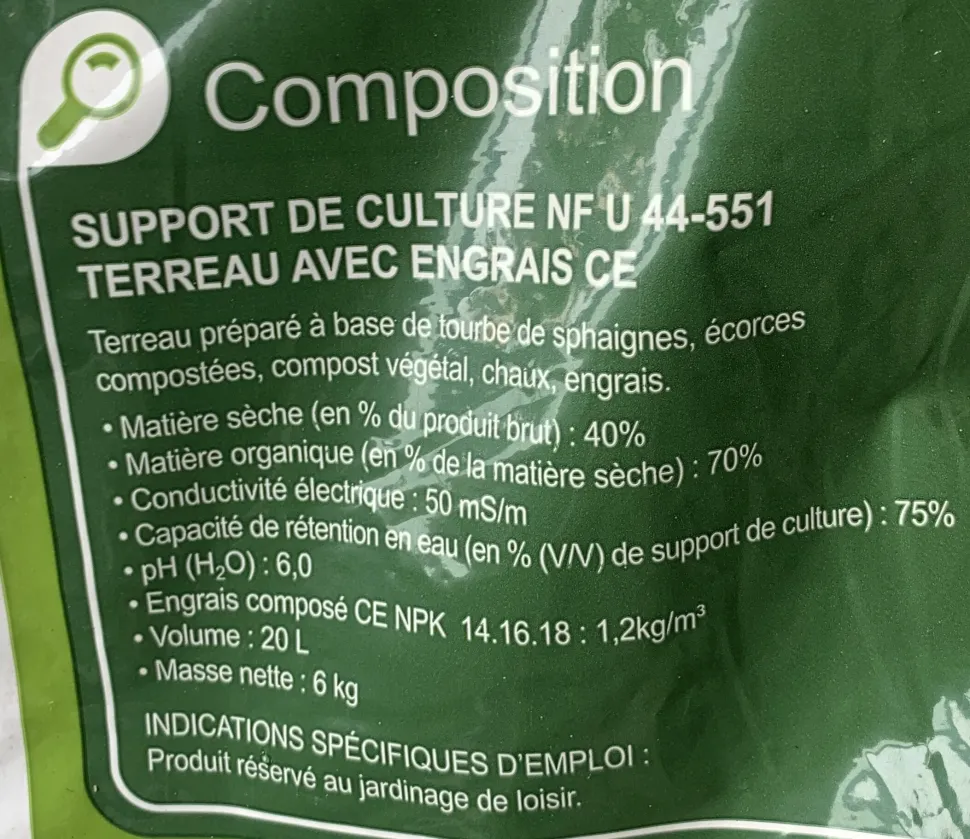 Composition
SUPPORT DE CULTURE NF U 44-551
TERREAU AVEC ENGRAIS CE
Terreau préparé à base de tourbe de sphaignes, écorces
compostées, compost végétal, chaux, engrais.
• Matière sèche (en % du produit brut) : 40%
• Matière organique (en % de la matière sèche) : 70%
• Conductivité électrique : 50 mS/m
• Capacité de rétention en eau (en % (V/V) de support de culture) : 75%
• pH (H₂O) : 6,0
• Engrais composé CE NPK 14.16.18 : 1,2kg/m³
• Volume : 20 L
• Masse nette : 6 kg
INDICATIONS SPÉCIFIQUES D'EMPLOI :
Produit réservé au jardinage de loisir.